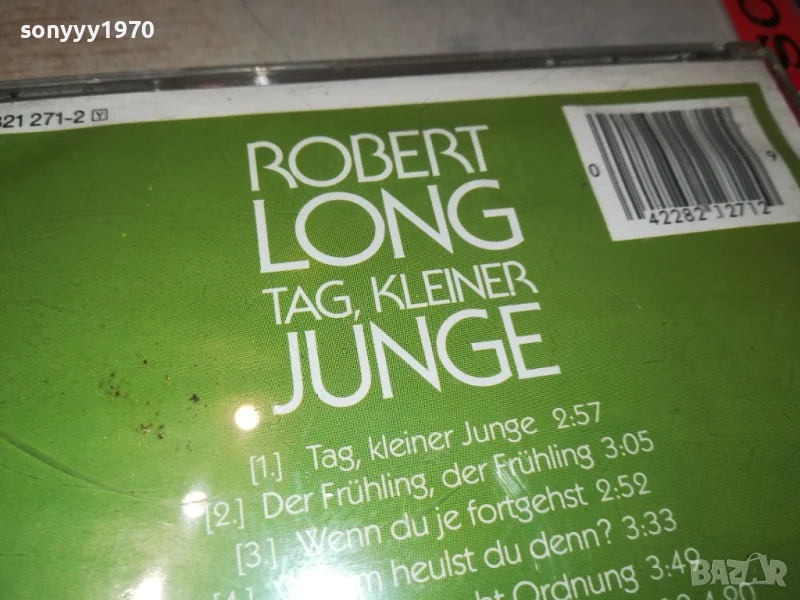 sonyyy1970
821 271-2 Y
ROBERT
LONG
TAG, KLEINER
JUNGE
0 42282 12712 9
[1.] Tag, kleiner Junge 2:57
[2.] Der Frühling, der Frühling 3:05
[3.] Wenn du je fortgehst 2:52
heulst du denn? 3:33
Ordnung 3:49
BAZAR